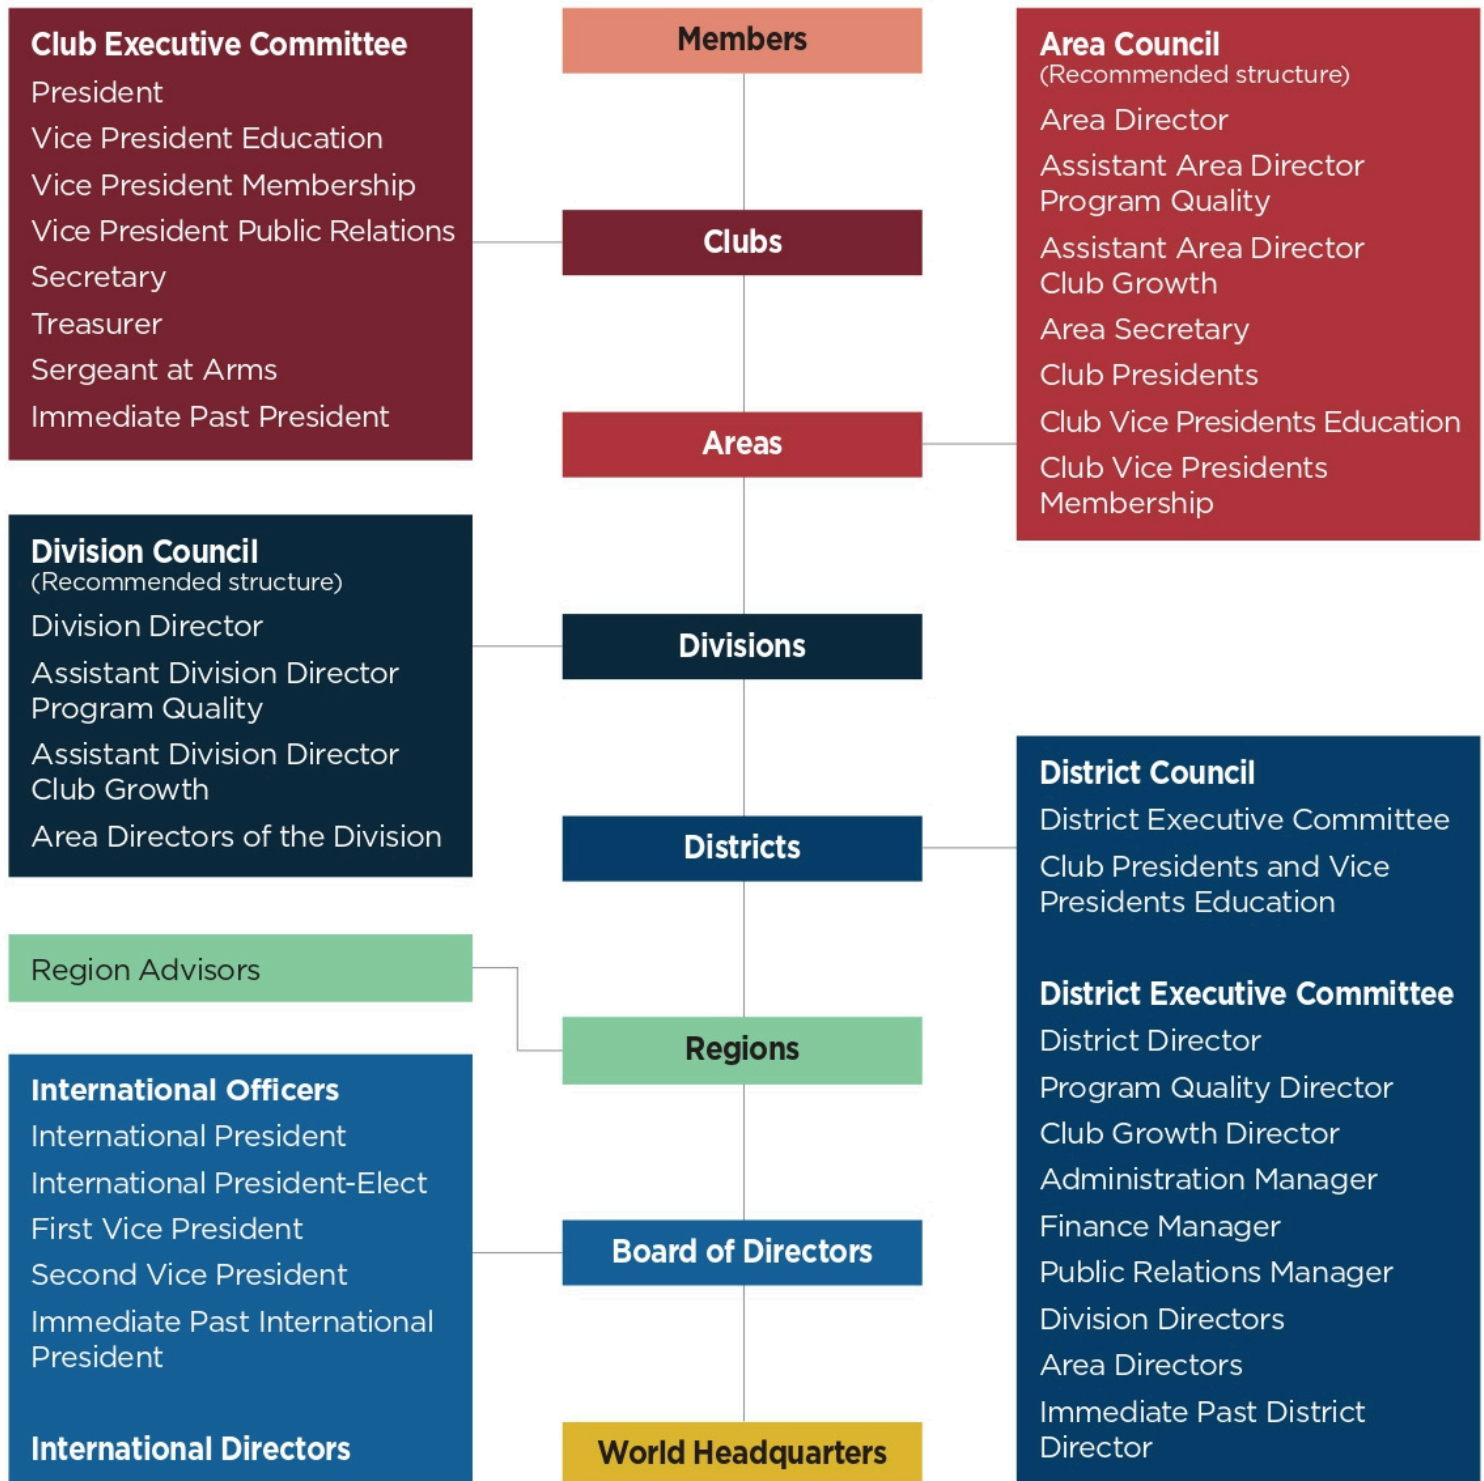 Club Executive Committee
President
Vice President Education
Vice President Membership
Vice President Public Relations
Secretary
Treasurer
Sergeant at Arms
Immediate Past President
Members
Clubs
Areas
Area Council
(Recommended structure)
Area Director
Assistant Area Director
Program Quality
Assistant Area Director
Club Growth
Area Secretary
Club Presidents
Club Vice Presidents Education
Club Vice Presidents
Membership
Division Council
(Recommended structure)
Division Director
Assistant Division Director
Program Quality
Assistant Division Director
Club Growth
Area Directors of the Division
Divisions
Districts
District Council
District Executive Committee
Club Presidents and Vice
Presidents Education
District Executive Committee
District Director
Program Quality Director
Club Growth Director
Administration Manager
Finance Manager
Public Relations Manager
Division Directors
Area Directors
Immediate Past District
Director
Region Advisors
Regions
International Officers
International President
International President-Elect
First Vice President
Second Vice President
Immediate Past International
President
International Directors
Board of Directors
World Headquarters